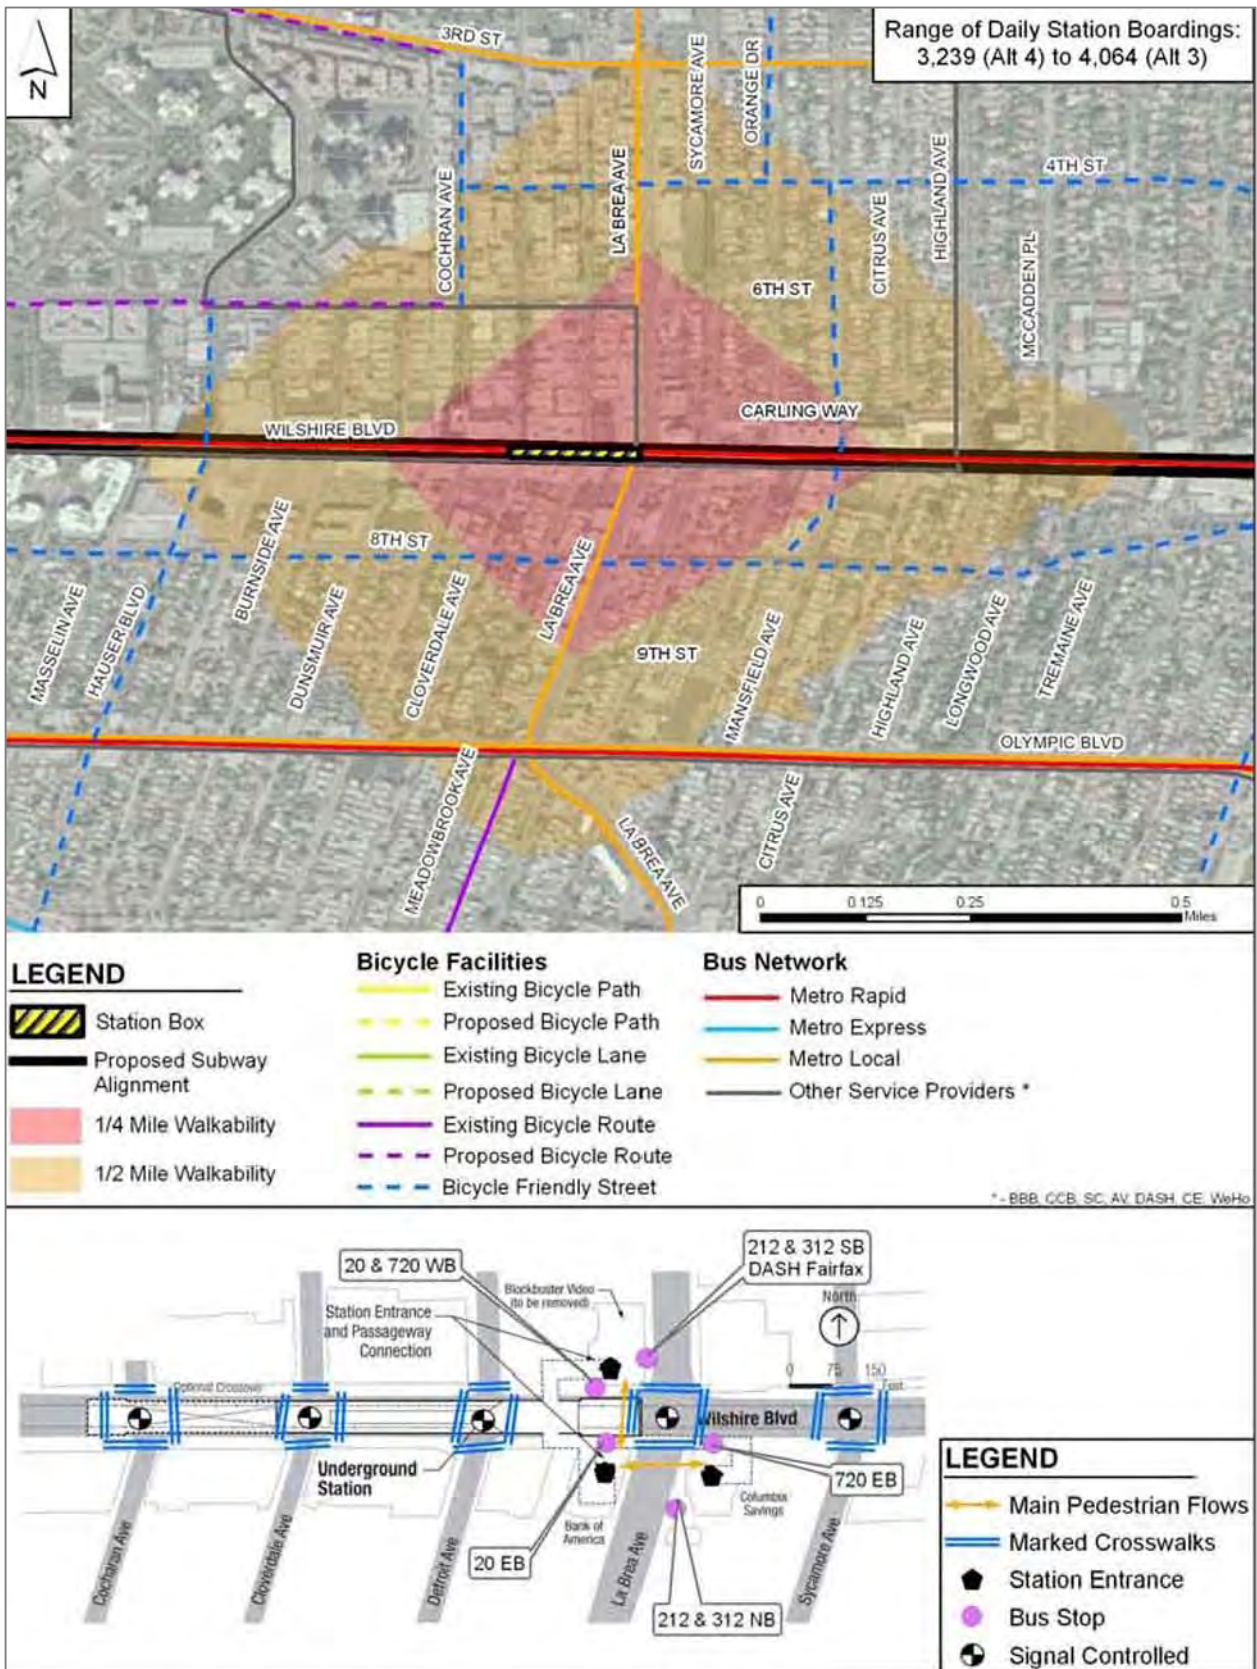 N
3RD ST
SYCAMORE AVE
ORANGE DR
Range of Daily Station Boardings:
3,239 (Alt 4) to 4,064 (Alt 3)
COCHRAN AVE
LA BREA AVE
CITRUS AVE
HIGHLAND AVE
4TH ST
6TH ST
MCCADDEN PL
CARLING WAY
WILSHIRE BLVD
8TH ST
MASSELIN AVE
HAUSER BLVD
BURNSIDE AVE
DUNSMUIR AVE
CLOVERDALE AVE
LA BREA AVE
9TH ST
MANSFIELD AVE
HIGHLAND AVE
LONGWOOD AVE
TREMAINE AVE
OLYMPIC BLVD
MEADOWBROOK AVE
LA BREA AVE
CITRUS AVE
0 0.125 0.25 0.5
Miles
LEGEND
Station Box
Proposed Subway
Alignment
1/4 Mile Walkability
1/2 Mile Walkability
Bicycle Facilities
Existing Bicycle Path
Proposed Bicycle Path
Existing Bicycle Lane
Proposed Bicycle Lane
Existing Bicycle Route
Proposed Bicycle Route
Bicycle Friendly Street
Bus Network
Metro Rapid
Metro Express
Metro Local
Other Service Providers *
* - BBB, CCB, SC, AV, DASH, CE, WeHo
20 & 720 WB
Blockbuster Video
(to be removed)
212 & 312 SB
DASH Fairfax
North
Station Entrance
and Passageway
Connection
0 75 150
Feet
Optional Crossover
Wilshire Blvd
Underground
Station
720 EB
Columbia
Savings
Bank of
America
20 EB
212 & 312 NB
Cochran Ave
Cloverdale Ave
Detroit Ave
La Brea Ave
Sycamore Ave
LEGEND
Main Pedestrian Flows
Marked Crosswalks
Station Entrance
Bus Stop
Signal Controlled